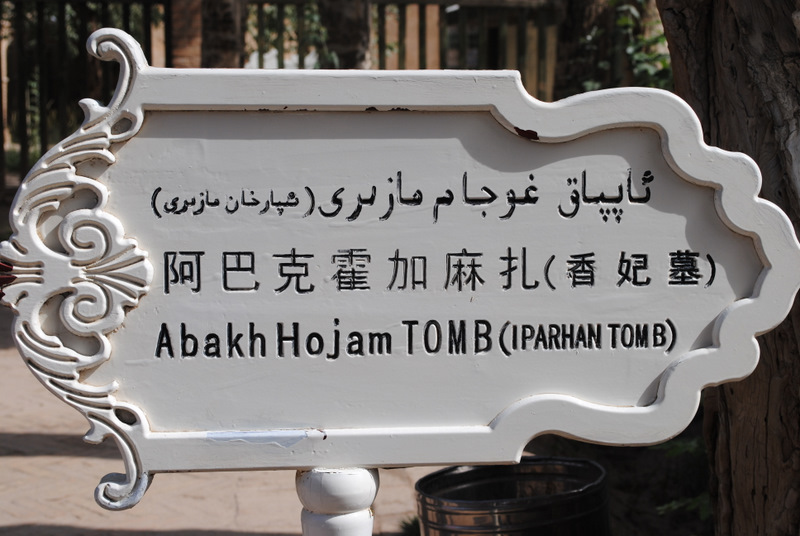 ئاپپاق غوجام مازىرى (ئىپارخان مازىرى)
阿巴克霍加麻扎(香妃墓)
Abakh Hojam TOMB (IPARHAN TOMB)